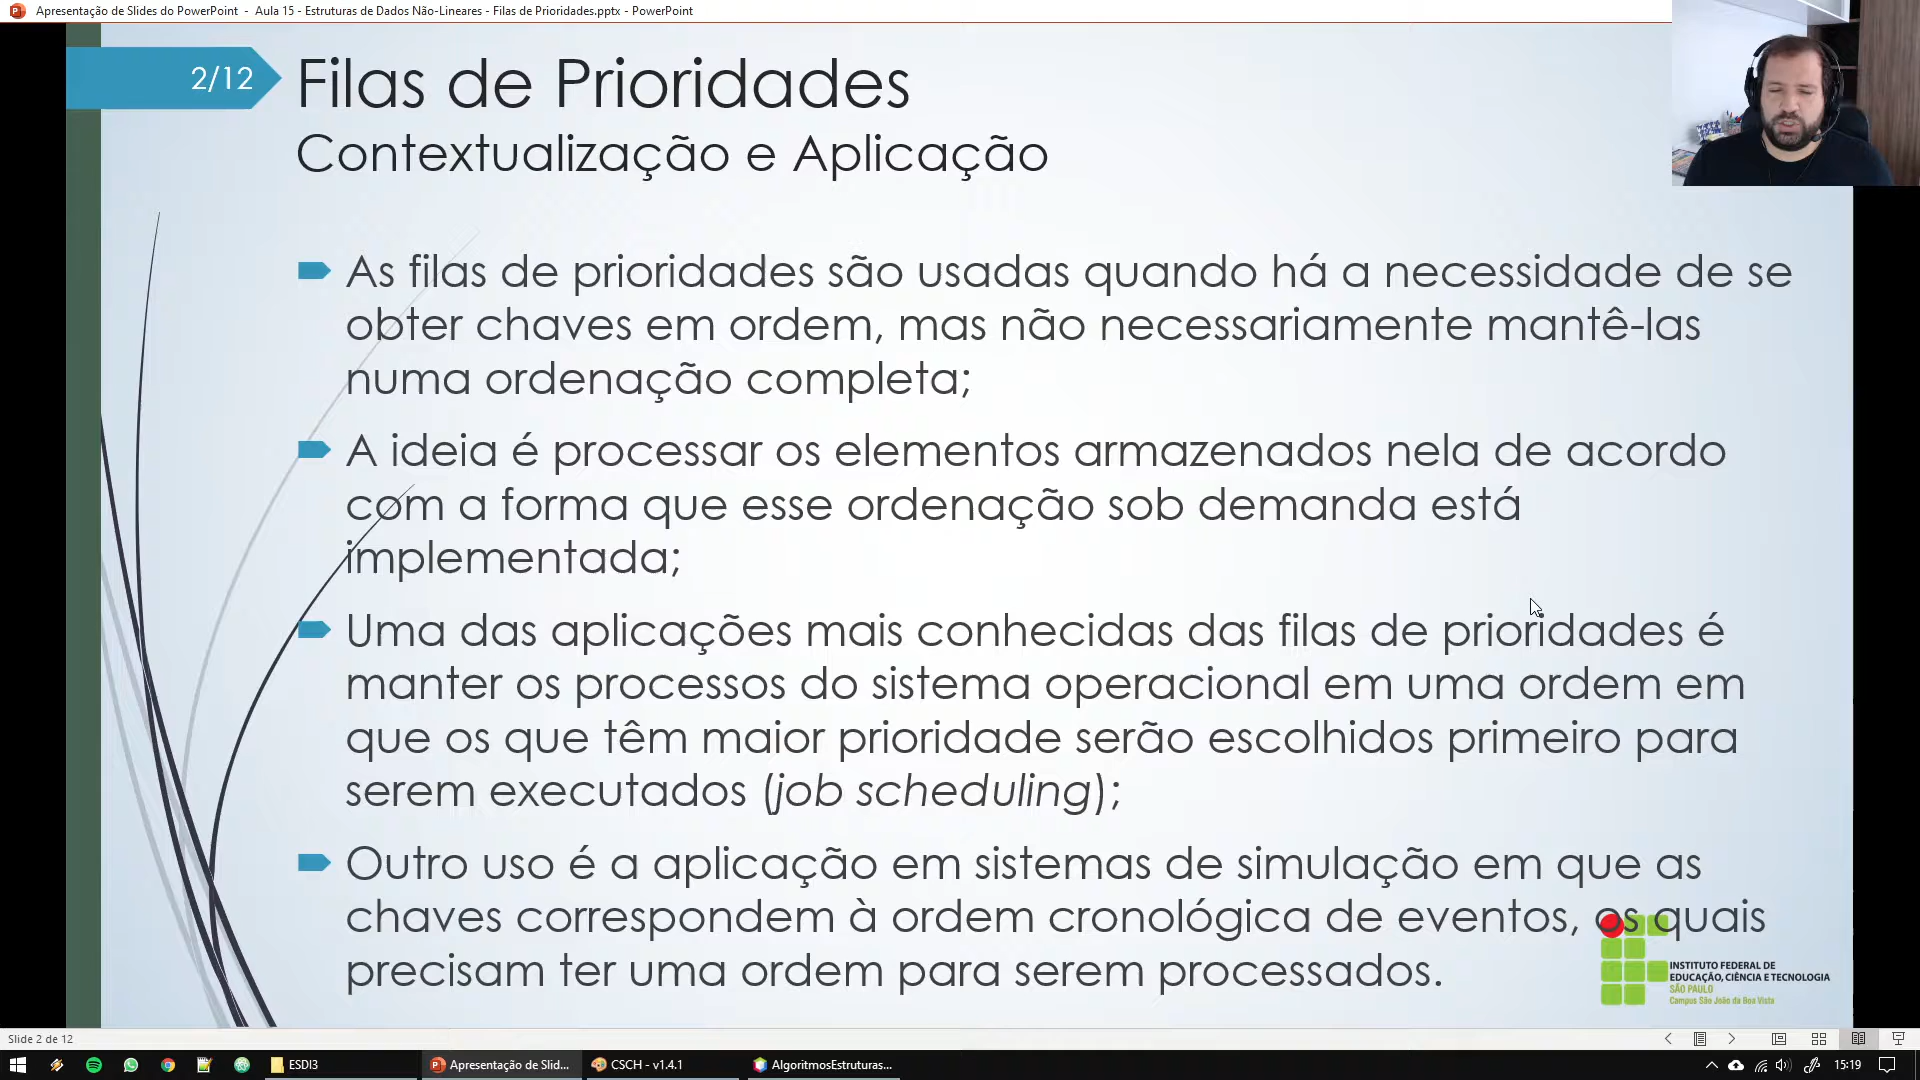 Apresentação de Slides do PowerPoint - Aula 15 - Estruturas de Dados Não-Lineares - Filas de Prioridades.pptx - PowerPoint
2/12
Filas de Prioridades
Contextualização e Aplicação
As filas de prioridades são usadas quando há a necessidade de se
obter chaves em ordem, mas não necessariamente mantê-las
numa ordenação completa;
A ideia é processar os elementos armazenados nela de acordo
com a forma que esse ordenação sob demanda está
implementada;
Uma das aplicações mais conhecidas das filas de prioridades é
manter os processos do sistema operacional em uma ordem em
que os que têm maior prioridade serão escolhidos primeiro para
serem executados (job scheduling);
Outro uso é a aplicação em sistemas de simulação em que as
chaves correspondem à ordem cronológica de eventos, os quais
precisam ter uma ordem para serem processados.
INSTITUTO FEDERAL DE
EDUCAÇÃO, CIÊNCIA E TECNOLOGIA
SÃO PAULO
Campus São João da Boa Vista
Slide 2 de 12
ESDI3
Apresentação de Slid...
CSCH - v1.4.1
AlgoritmosEstruturas...
15:19